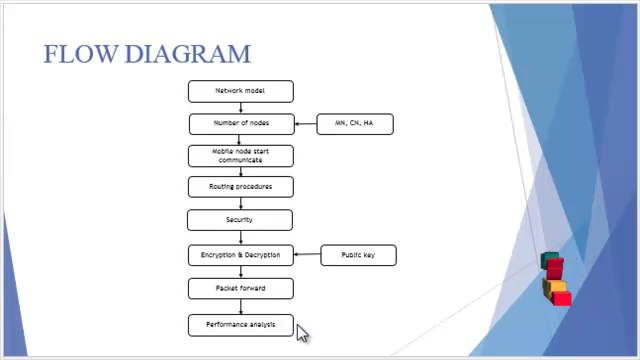 FLOW DIAGRAM
Network model
Number of nodes
MN, CN, HA
Mobile node start
communicate
Routing procedures
Security
Encryption & Decryption
Public key
Packet forward
Performance analysis